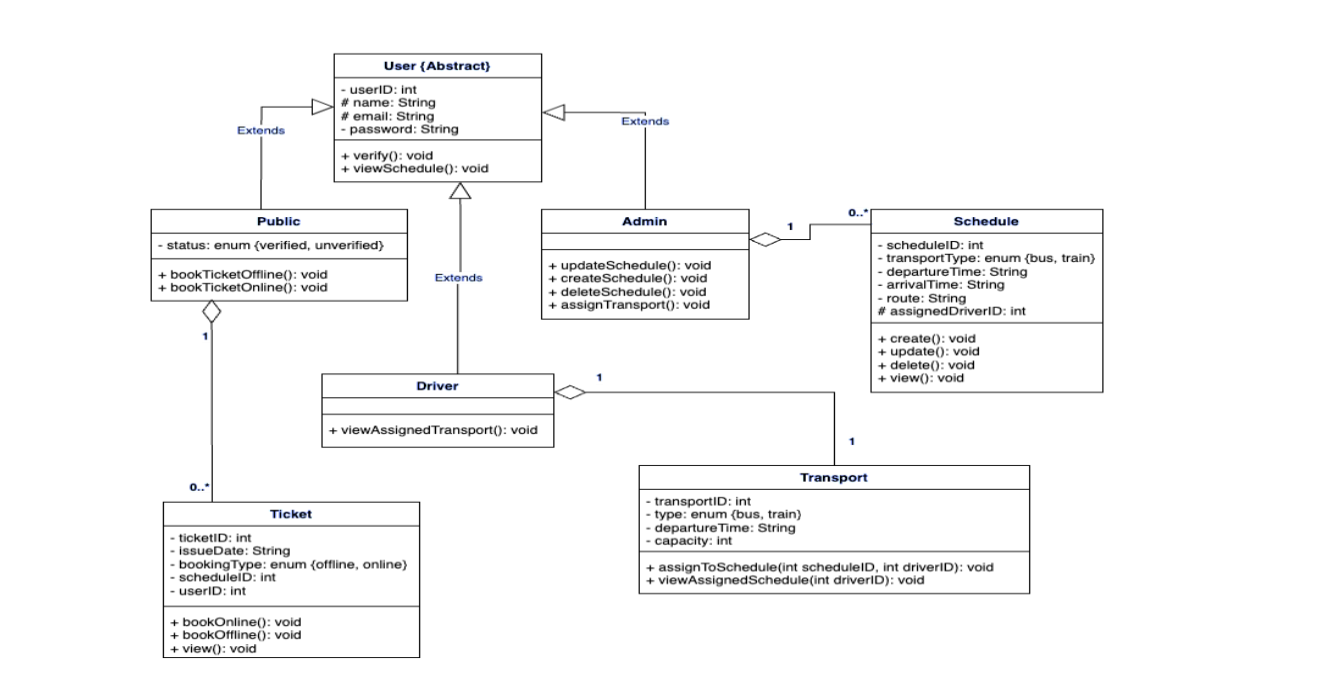 User {Abstract}
- userID: int
# name: String
# email: String
- password: String
+ verify(): void
+ viewSchedule(): void
Extends
Extends
Public
- status: enum {verified, unverified}
+ bookTicketOffline(): void
+ bookTicketOnline(): void
Admin
+ updateSchedule(): void
+ createSchedule(): void
+ deleteSchedule(): void
+ assignTransport(): void
1
0..*
Schedule
- scheduleID: int
- transportType: enum {bus, train}
- departureTime: String
- arrivalTime: String
- route: String
# assignedDriverID: int
+ create(): void
+ update(): void
+ delete(): void
+ view(): void
Extends
1
Driver
+ viewAssignedTransport(): void
1
1
Transport
- transportID: int
- type: enum {bus, train}
- departureTime: String
- capacity: int
+ assignToSchedule(int scheduleID, int driverID): void
+ viewAssignedSchedule(int driverID): void
0..*
Ticket
- ticketID: int
- issueDate: String
- bookingType: enum {offline, online}
- scheduleID: int
- userID: int
+ bookOnline(): void
+ bookOffline(): void
+ view(): void